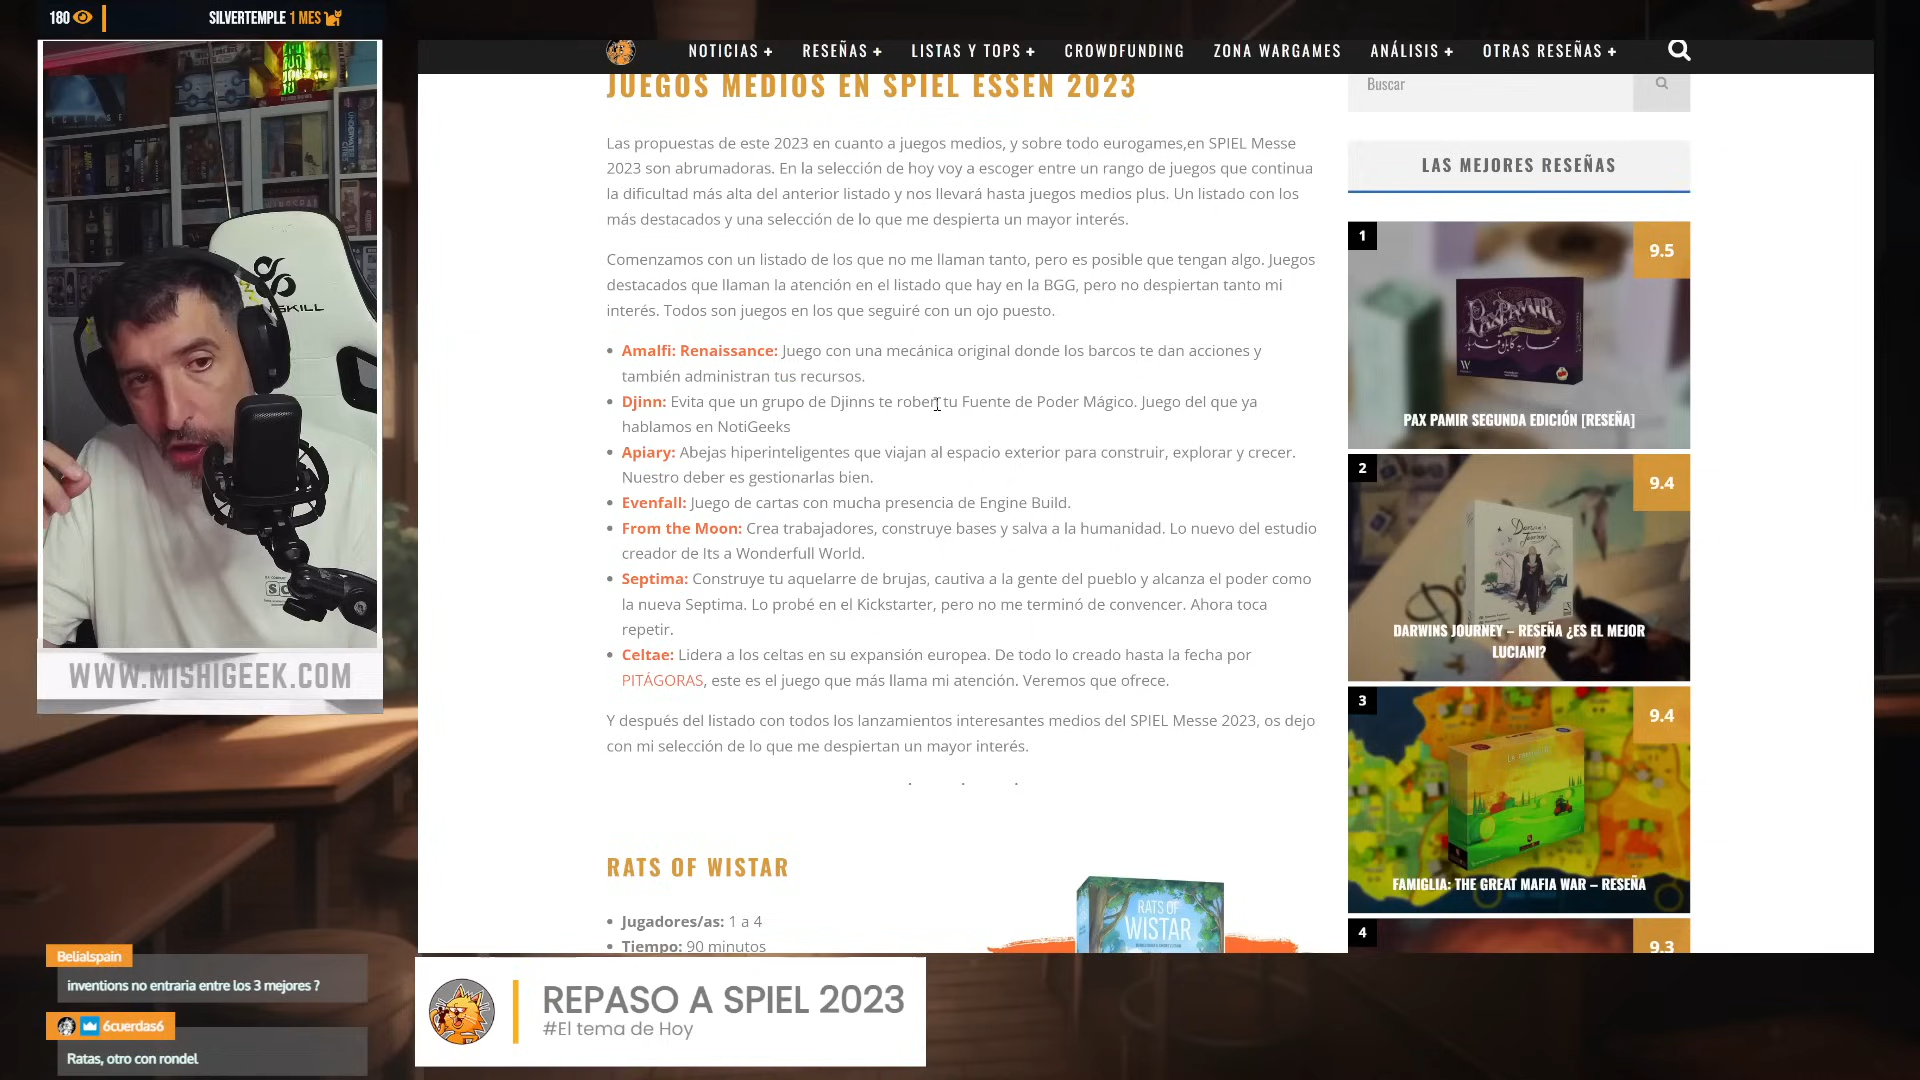 180
SILVERTEMPLE 1 MES
NOTICIAS +
RESEÑAS +
LISTAS Y TOPS +
CROWDFUNDING
ZONA WARGAMES
ANÁLISIS +
OTRAS RESEÑAS +
JUEGOS MEDIOS EN SPIEL ESSEN 2023
Las propuestas de este 2023 en cuanto a juegos medios, y sobre todo eurogames,en SPIEL Messe
2023 son abrumadoras. En la selección de hoy voy a escoger entre un rango de juegos que continua
la dificultad más alta del anterior listado y nos llevará hasta juegos medios plus. Un listado con los
más destacados y una selección de lo que me despierta un mayor interés.
Comenzamos con un listado de los que no me llaman tanto, pero es posible que tengan algo. Juegos
destacados que llaman la atención en el listado que hay en la BGG, pero no despiertan tanto mi
interés. Todos son juegos en los que seguiré con un ojo puesto.
• Amalfi: Renaissance: Juego con una mecánica original donde los barcos te dan acciones y
también administran tus recursos.
• Djinn: Evita que un grupo de Djinns te roben tu Fuente de Poder Mágico. Juego del que ya
hablamos en NotiGeeks
• Apiary: Abejas hiperinteligentes que viajan al espacio exterior para construir, explorar y crecer.
Nuestro deber es gestionarlas bien.
• Evenfall: Juego de cartas con mucha presencia de Engine Build.
• From the Moon: Crea trabajadores, construye bases y salva a la humanidad. Lo nuevo del estudio
creador de Its a Wonderfull World.
• Septima: Construye tu aquelarre de brujas, cautiva a la gente del pueblo y alcanza el poder como
la nueva Septima. Lo probé en el Kickstarter, pero no me terminó de convencer. Ahora toca
repetir.
• Celtae: Lidera a los celtas en su expansión europea. De todo lo creado hasta la fecha por
PITÁGORAS, este es el juego que más llama mi atención. Veremos que ofrece.
Y después del listado con todos los lanzamientos interesantes medios del SPIEL Messe 2023, os dejo
con mi selección de lo que me despiertan un mayor interés.
. . .
RATS OF WISTAR
• Jugadores/as: 1 a 4
• Tiempo: 90 minutos
RATS OF
WISTAR
Buscar
LAS MEJORES RESEÑAS
1
9.5
PAX PAMIR
PAX PAMIR SEGUNDA EDICIÓN [RESEÑA]
2
9.4
Darwin's
Journey
DARWINS JOURNEY – RESEÑA ¿ES EL MEJOR
LUCIANI?
3
9.4
FAMIGLIA: THE GREAT MAFIA WAR – RESEÑA
4
9.3
ECLIPSE
UNDERWATER
CITIES
WWW.MISHIGEEK.COM
Belialspain
inventions no entraria entre los 3 mejores ?
6cuerdas6
Ratas, otro con rondel
REPASO A SPIEL 2023
#El tema de Hoy